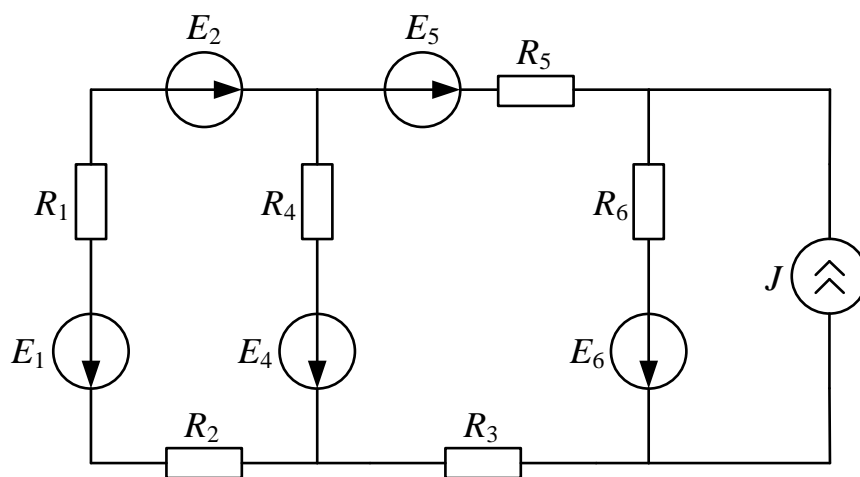 E₂
E₅
R₅
R₁
R₄
R₆
J
E₁
E₄
E₆
R₂
R₃